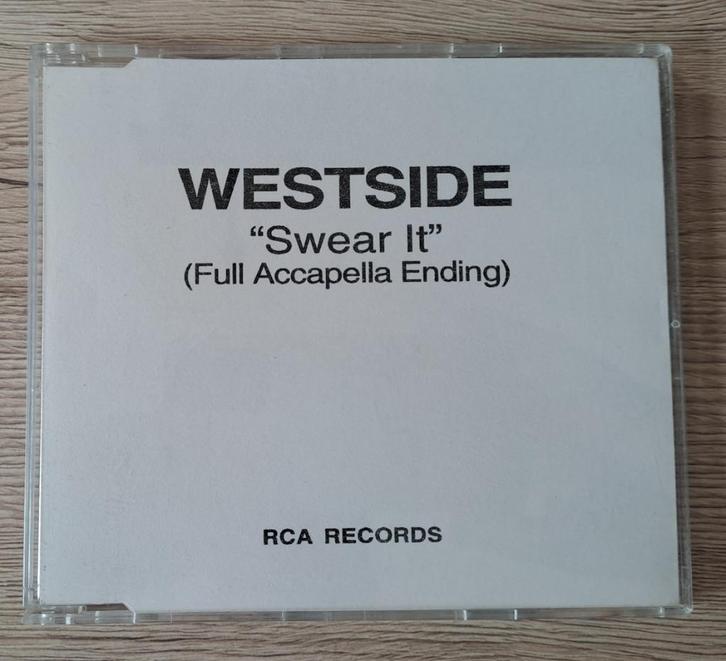 WESTSIDE
“Swear It”
(Full Accapella Ending)
RCA RECORDS